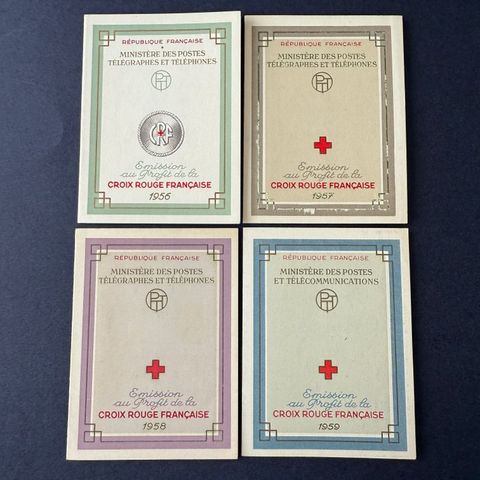 RÉPUBLIQUE FRANÇAISE
MINISTÈRE DES POSTES
TÉLÉGRAPHES ET TÉLÉPHONES
PTT
CRF
Emission
au Profit de la
CROIX ROUGE FRANÇAISE
1956
RÉPUBLIQUE FRANÇAISE
MINISTÈRE DES POSTES
TÉLÉGRAPHES ET TÉLÉPHONES
PTT
Emission
au Profit de la
CROIX ROUGE FRANÇAISE
1957
RÉPUBLIQUE FRANÇAISE
MINISTÈRE DES POSTES
TÉLÉGRAPHES ET TÉLÉPHONES
PTT
Emission
au Profit de la
CROIX ROUGE FRANÇAISE
1958
RÉPUBLIQUE FRANÇAISE
MINISTÈRE DES POSTES
ET TÉLÉCOMMUNICATIONS
PTT
Emission
au Profit de la
CROIX ROUGE FRANÇAISE
1959